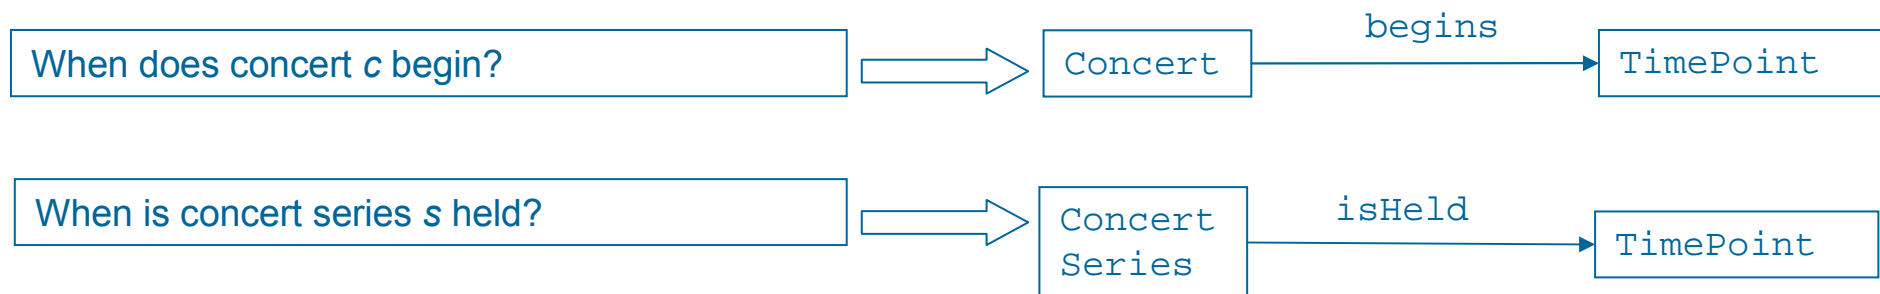 When does concert c begin?
Concert
begins
TimePoint
When is concert series s held?
Concert
Series
isHeld
TimePoint